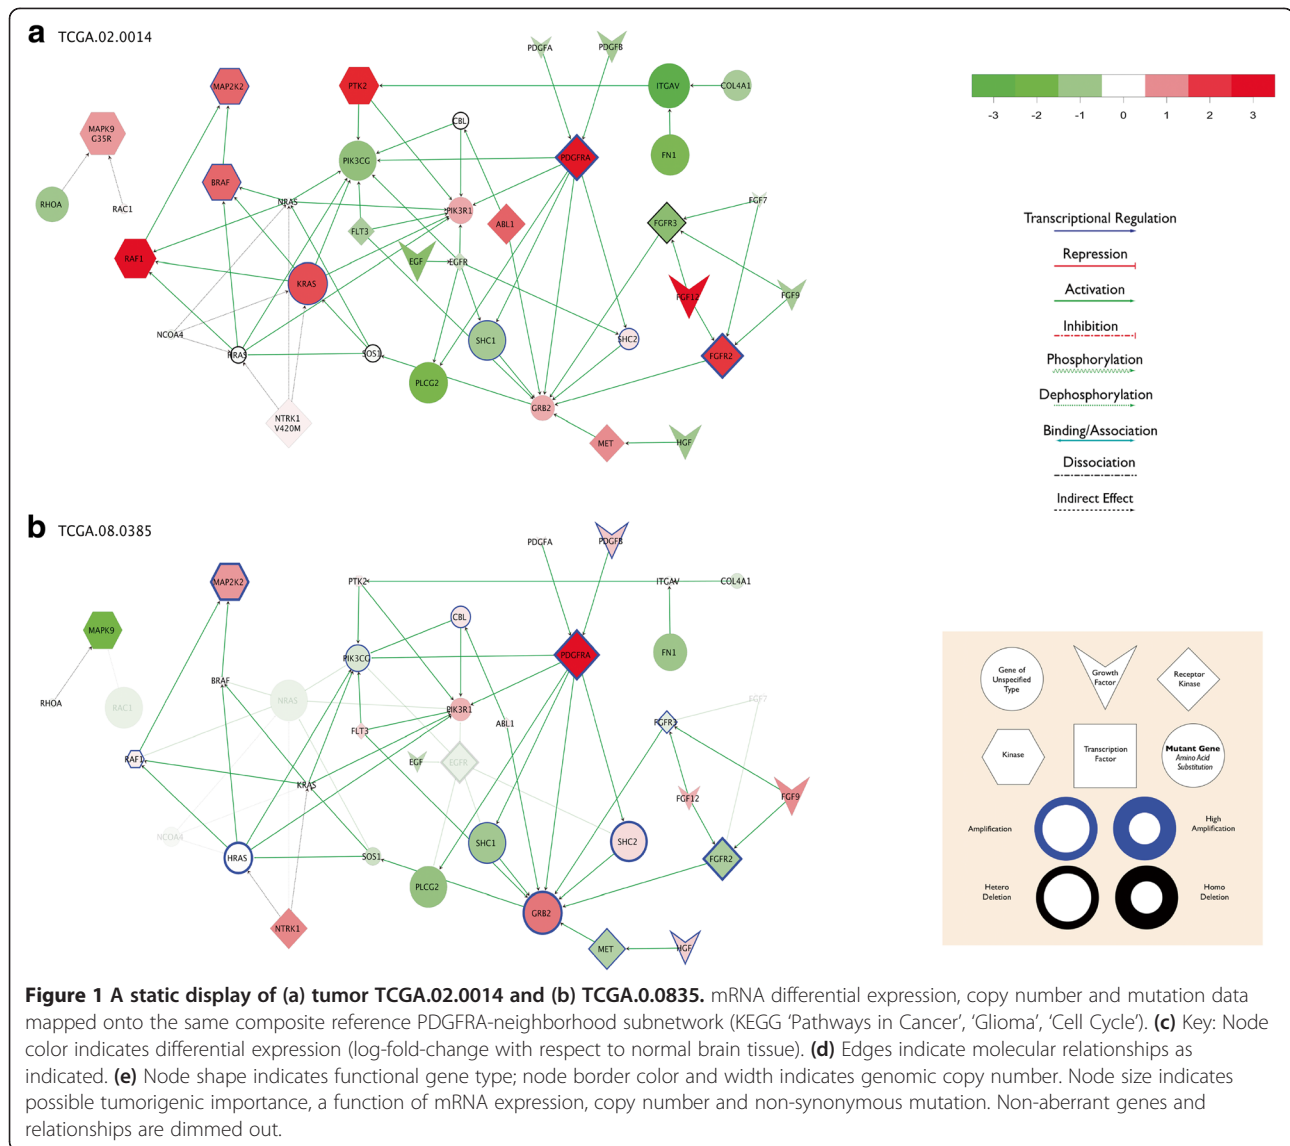 a TCGA.02.0014
PDGFA
PDGFB
MAP2K2
PTK2
ITGAV
COL4A1
MAPK9
G35R
CBL
PIK3CG
PDGFRA
FN1
BRAF
RHOA
RAC1
NRAS
PIK3R1
FLT3
ABL1
FGFR3
FGF7
RAF1
EGF
EGFR
KRAS
FGF12
FGF9
NCOA4
HRAS
SOS1
SHC1
SHC2
FGFR2
PLCG2
GRB2
NTRK1
V420M
MET
HGF
-3 -2 -1 0 1 2 3
Transcriptional Regulation
Repression
Activation
Inhibition
Phosphorylation
Dephosphorylation
Binding/Association
Dissociation
Indirect Effect
b TCGA.08.0385
PDGFA
PDGFB
MAP2K2
PTK2
ITGAV
COL4A1
MAPK9
CBL
PIK3CG
PDGFRA
FN1
BRAF
RHOA
RAC1
NRAS
PIK3R1
FLT3
ABL1
FGF7
RAF1
EGF
EGFR
KRAS
FGF12
FGF9
NCOA4
HRAS
SOS1
SHC1
SHC2
FGFR2
PLCG2
GRB2
NTRK1
MET
HGF
Gene of
Unspecified
Type
Growth
Factor
Receptor
Kinase
Kinase
Transcription
Factor
Mutant Gene
Amino Acid
Substitution
Amplification
High
Amplification
Hetero
Deletion
Homo
Deletion
Figure 1 A static display of (a) tumor TCGA.02.0014 and (b) TCGA.0.0835. mRNA differential expression, copy number and mutation data
mapped onto the same composite reference PDGFRA-neighborhood subnetwork (KEGG ‘Pathways in Cancer’, ‘Glioma’, ‘Cell Cycle’). (c) Key: Node
color indicates differential expression (log-fold-change with respect to normal brain tissue). (d) Edges indicate molecular relationships as
indicated. (e) Node shape indicates functional gene type; node border color and width indicates genomic copy number. Node size indicates
possible tumorigenic importance, a function of mRNA expression, copy number and non-synonymous mutation. Non-aberrant genes and
relationships are dimmed out.